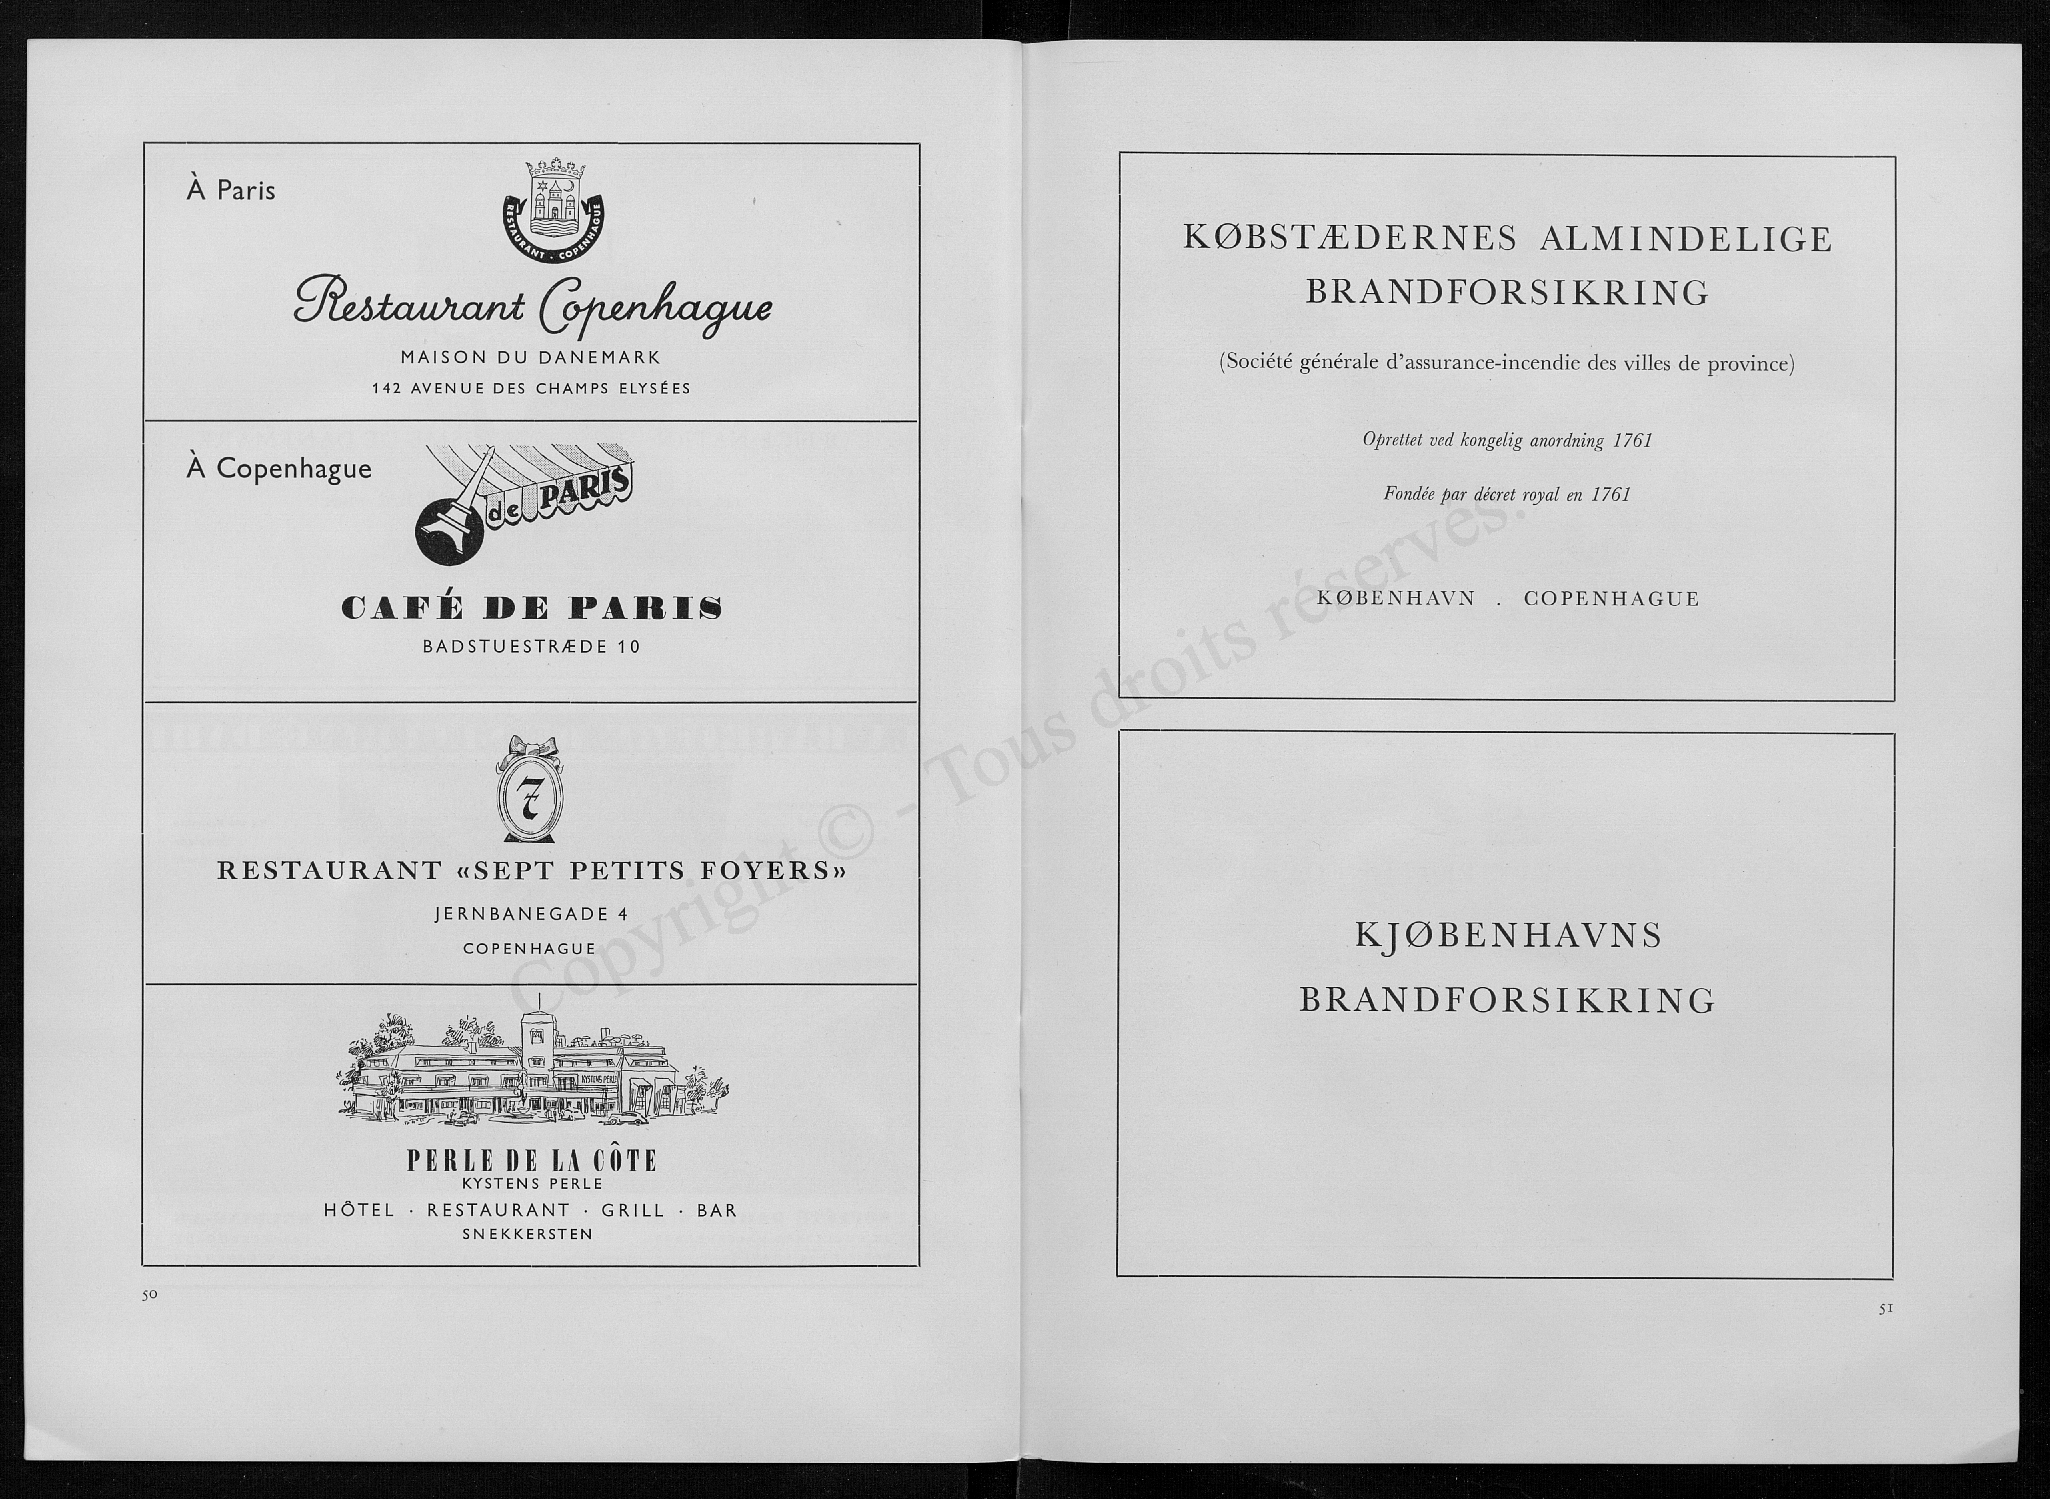 À Paris
RESTAURANT · COPENHAGUE
Restaurant Copenhague
MAISON DU DANEMARK
142 AVENUE DES CHAMPS ELYSÉES
À Copenhague
de PARIS
CAFÉ DE PARIS
BADSTUESTRÆDE 10
7
RESTAURANT «SEPT PETITS FOYERS»
JERNBANEGADE 4
COPENHAGUE
KYSTENS PERLE
PERLE DE LA CÔTE
KYSTENS PERLE
HÔTEL · RESTAURANT · GRILL · BAR
SNEKKERSTEN
50
KØBSTÆDERNES ALMINDELIGE
BRANDFORSIKRING
(Société générale d'assurance-incendie des villes de province)
Oprettet ved kongelig anordning 1761
Fondée par décret royal en 1761
KØBENHAVN . COPENHAGUE
KJØBENHAVNS
BRANDFORSIKRING
51
Copyright © - Tous droits réservés.